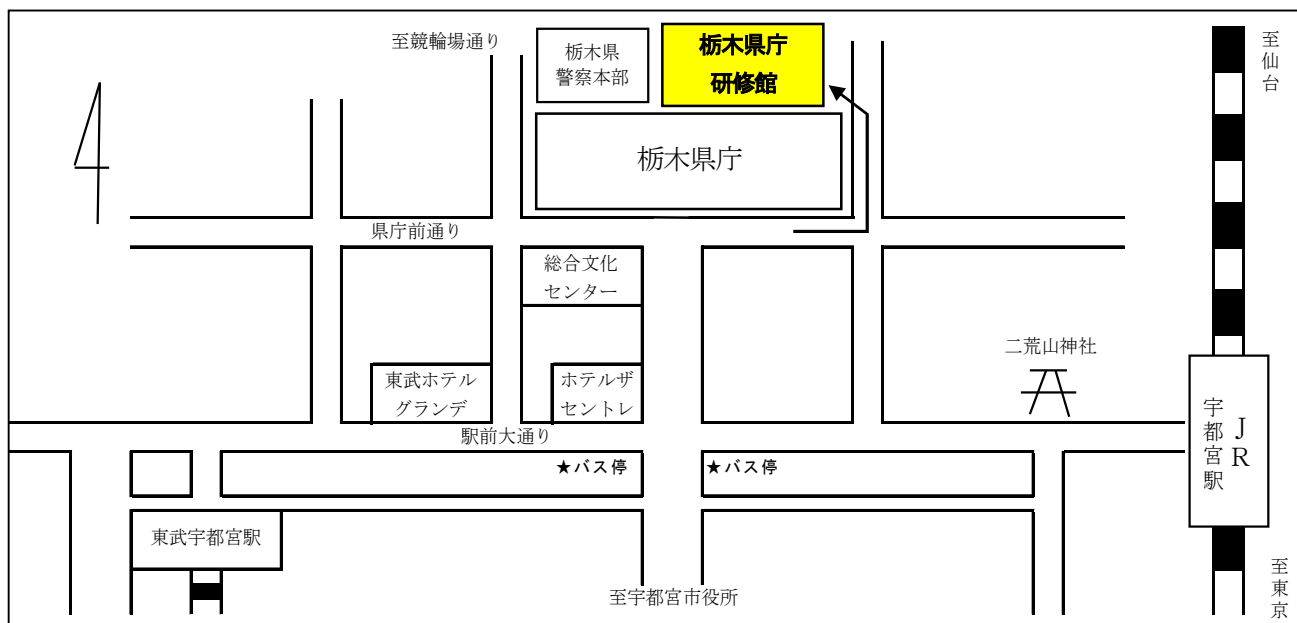 至競輪場通り
栃木県
警察本部
栃木県庁
研修館
至仙台
栃木県庁
県庁前通り
総合文化
センター
二荒山神社
東武ホテル
グランデ
ホテルザ
セントレ
JR
宇都宮駅
駅前大通り
★バス停
★バス停
東武宇都宮駅
至宇都宮市役所
至東京